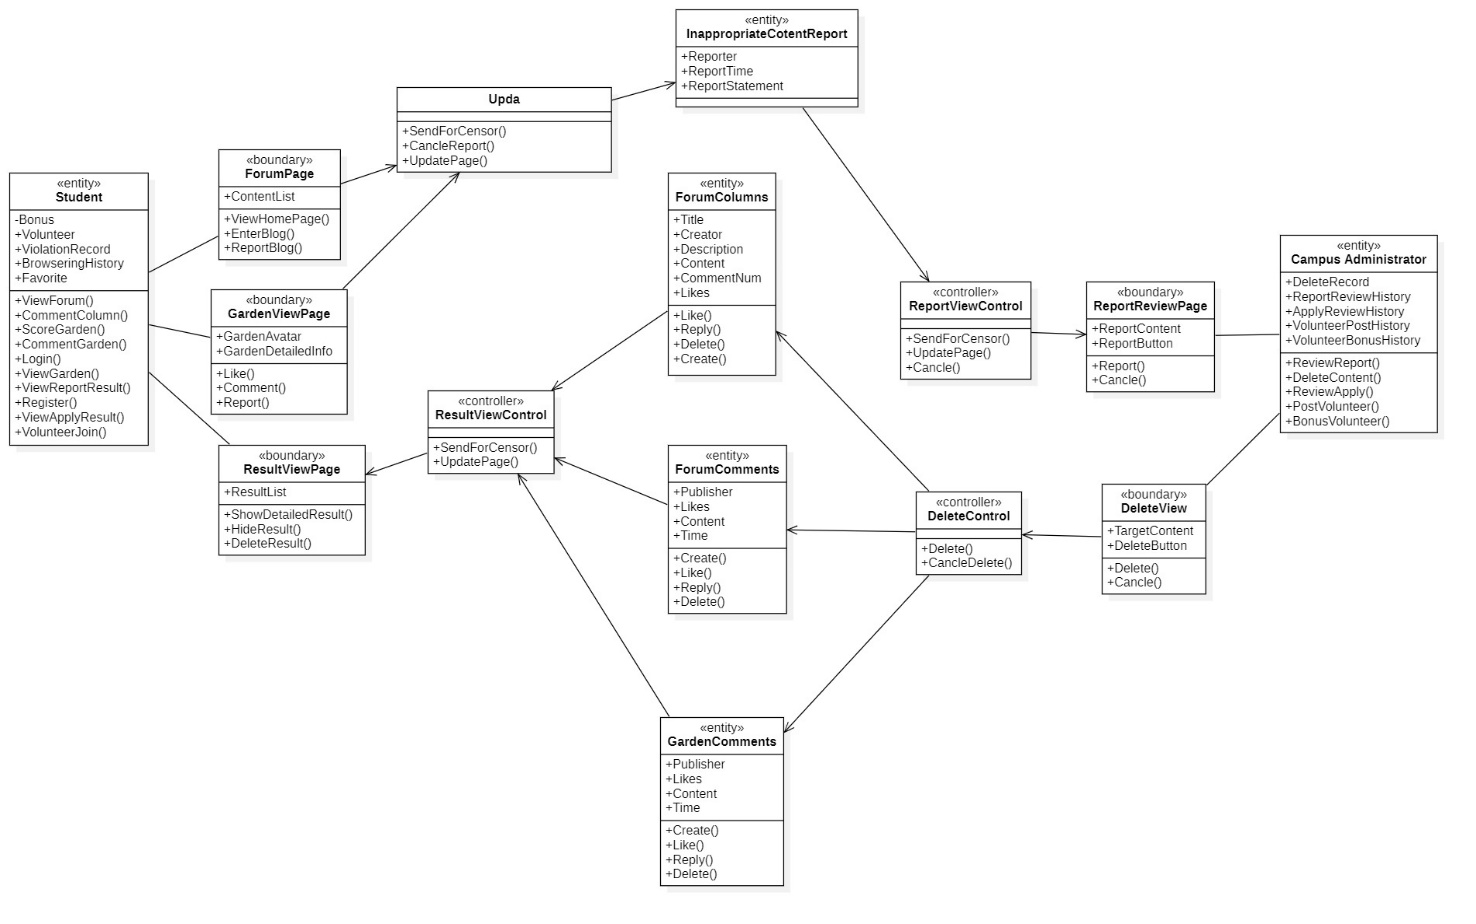 «entity»
InappropriateCotentReport
+Reporter
+ReportTime
+ReportStatement
Upda
+SendForCensor()
+CancleReport()
+UpdatePage()
«boundary»
ForumPage
+ContentList
+ViewHomePage()
+EnterBlog()
+ReportBlog()
«entity»
Student
-Bonus
+Volunteer
+ViolationRecord
+BrowseringHistory
+Favorite
+ViewForum()
+CommentColumn()
+ScoreGarden()
+CommentGarden()
+Login()
+ViewGarden()
+ViewReportResult()
+Register()
+ViewApplyResult()
+VolunteerJoin()
«boundary»
GardenViewPage
+GardenAvatar
+GardenDetailedInfo
+Like()
+Comment()
+Report()
«boundary»
ResultViewPage
+ResultList
+ShowDetailedResult()
+HideResult()
+DeleteResult()
«controller»
ResultViewControl
+SendForCensor()
+UpdatePage()
«entity»
ForumColumns
+Title
+Creator
+Description
+Content
+CommentNum
+Likes
+Like()
+Reply()
+Delete()
+Create()
«entity»
ForumComments
+Publisher
+Likes
+Content
+Time
+Create()
+Like()
+Reply()
+Delete()
«entity»
GardenComments
+Publisher
+Likes
+Content
+Time
+Create()
+Like()
+Reply()
+Delete()
«controller»
ReportViewControl
+SendForCensor()
+UpdatePage()
+Cancle()
«boundary»
ReportReviewPage
+ReportContent
+ReportButton
+Report()
+Cancle()
«entity»
Campus Administrator
+DeleteRecord
+ReportReviewHistory
+ApplyReviewHistory
+VolunteerPostHistory
+VolunteerBonusHistory
+ReviewReport()
+DeleteContent()
+ReviewApply()
+PostVolunteer()
+BonusVolunteer()
«controller»
DeleteControl
+Delete()
+CancleDelete()
«boundary»
DeleteView
+TargetContent
+DeleteButton
+Delete()
+Cancle()